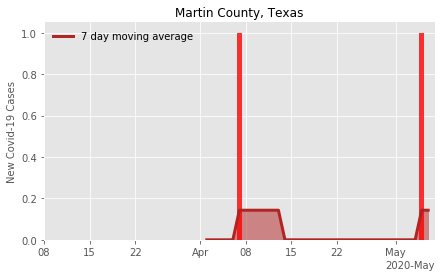 Martin County, Texas
7 day moving average
New Covid-19 Cases
1.0
0.8
0.6
0.4
0.2
0.0
08 15 22 Apr 08 15 22 May
2020-May